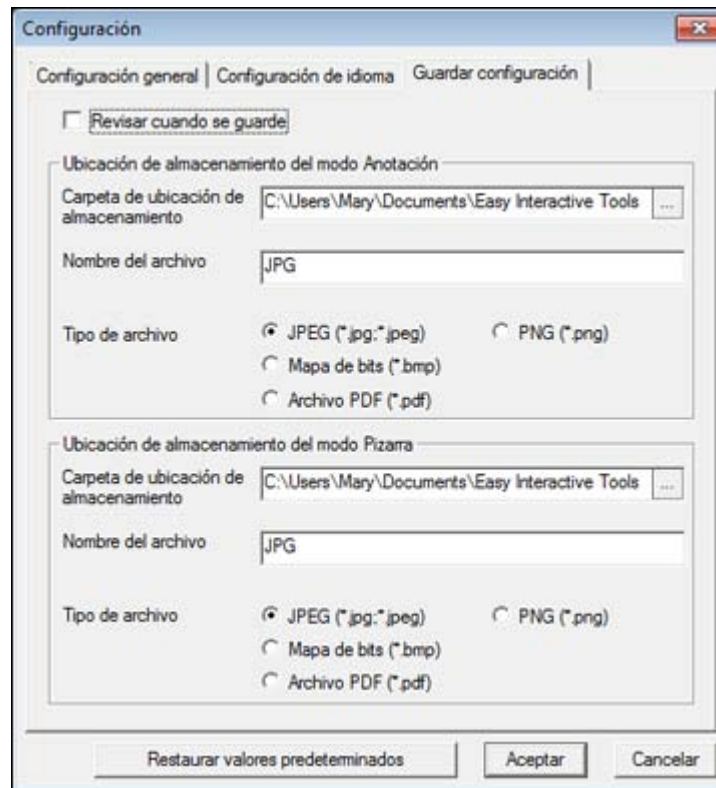 Configuración
Configuración general Configuración de idioma Guardar configuración
Revisar cuando se guarde
Ubicación de almacenamiento del modo Anotación
Carpeta de ubicación de
almacenamiento
C:\Users\Mary\Documents\Easy Interactive Tools ...
Nombre del archivo JPG
Tipo de archivo JPEG (*.jpg;*.jpeg) PNG (*.png)
Mapa de bits (*.bmp)
Archivo PDF (*.pdf)
Ubicación de almacenamiento del modo Pizarra
Carpeta de ubicación de
almacenamiento
C:\Users\Mary\Documents\Easy Interactive Tools ...
Nombre del archivo JPG
Tipo de archivo JPEG (*.jpg;*.jpeg) PNG (*.png)
Mapa de bits (*.bmp)
Archivo PDF (*.pdf)
Restaurar valores predeterminados Aceptar Cancelar